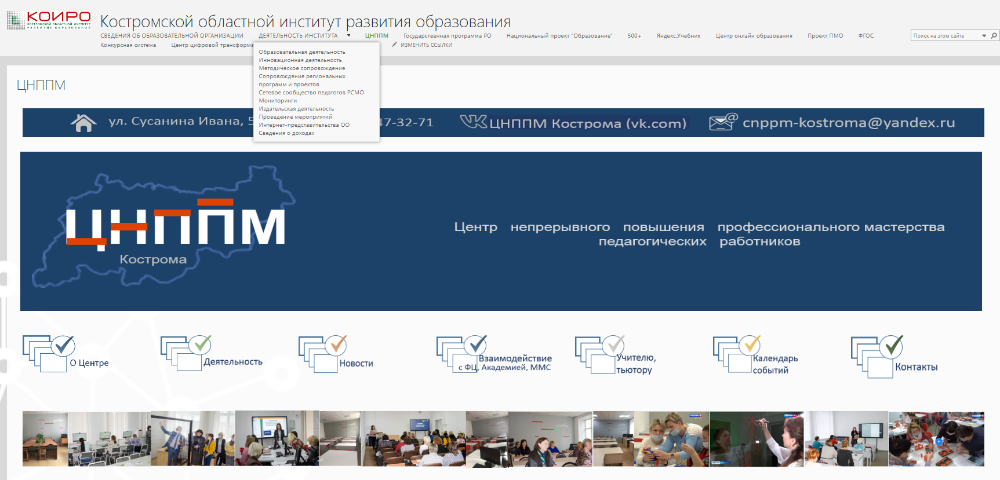 КОИРО
КОСТРОМСКОЙ ОБЛАСТНОЙ ИНСТИТУТ
РАЗВИТИЯ ОБРАЗОВАНИЯ
Костромской областной институт развития образования
СВЕДЕНИЯ ОБ ОБРАЗОВАТЕЛЬНОЙ ОРГАНИЗАЦИИ ДЕЯТЕЛЬНОСТЬ ИНСТИТУТА ЦНППМ Государственная программа РО Национальный проект "Образование" 500+ Яндекс.Учебник Центр онлайн образования Проект ПМО ФГОС
Поиск на этом сайте
Конкурсная система Центр цифровой трансформа ИЗМЕНИТЬ ССЫЛКИ
Образовательная деятельность
Инновационная деятельность
Методическое сопровождение
Сопровождение региональных
программ и проектов
Сетевое сообщество педагогов РСМО
Мониторинги
Издательская деятельность
Проведение мероприятий
Интернет-представительства ОО
Сведения о доходах
ЦНППМ
ул. Сусанина Ивана, 5 47-32-71 ЦНППМ Кострома (vk.com) cnppm-kostroma@yandex.ru
ЦНППМ
Кострома
Центр непрерывного повышения профессионального мастерства
педагогических работников
О Центре
Деятельность
Новости
Взаимодействие
с ФЦ, Академией, ММС
Учителю,
тьютору
Календарь
событий
Контакты